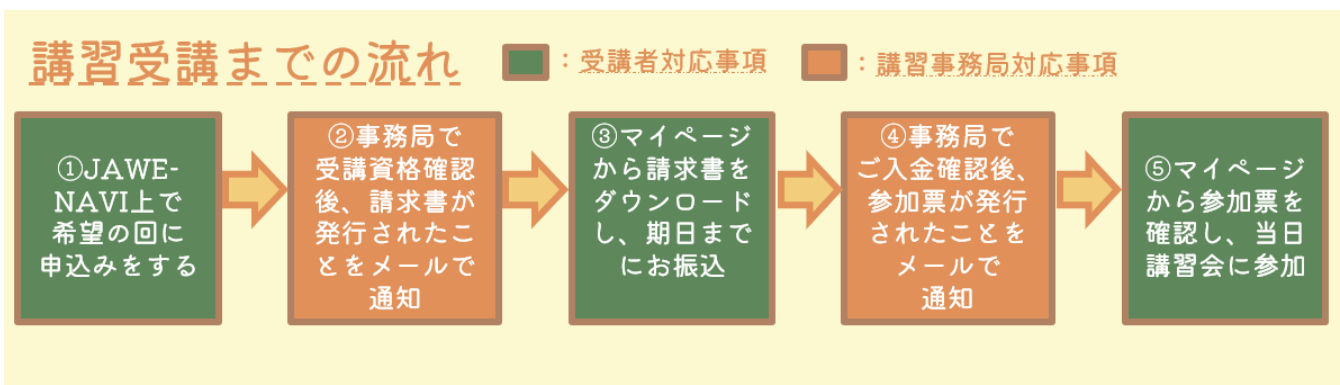 講習受講までの流れ
：受講者対応事項
：講習事務局対応事項
①JAWE-
NAVI上で
希望の回に
申込みをする
②事務局で
受講資格確認
後、請求書が
発行されたこ
とをメールで
通知
③マイページ
から請求書を
ダウンロード
し、期日まで
にお振込
④事務局で
ご入金確認後、
参加票が発行
されたことを
メールで
通知
⑤マイページ
から参加票を
確認し、当日
講習会に参加